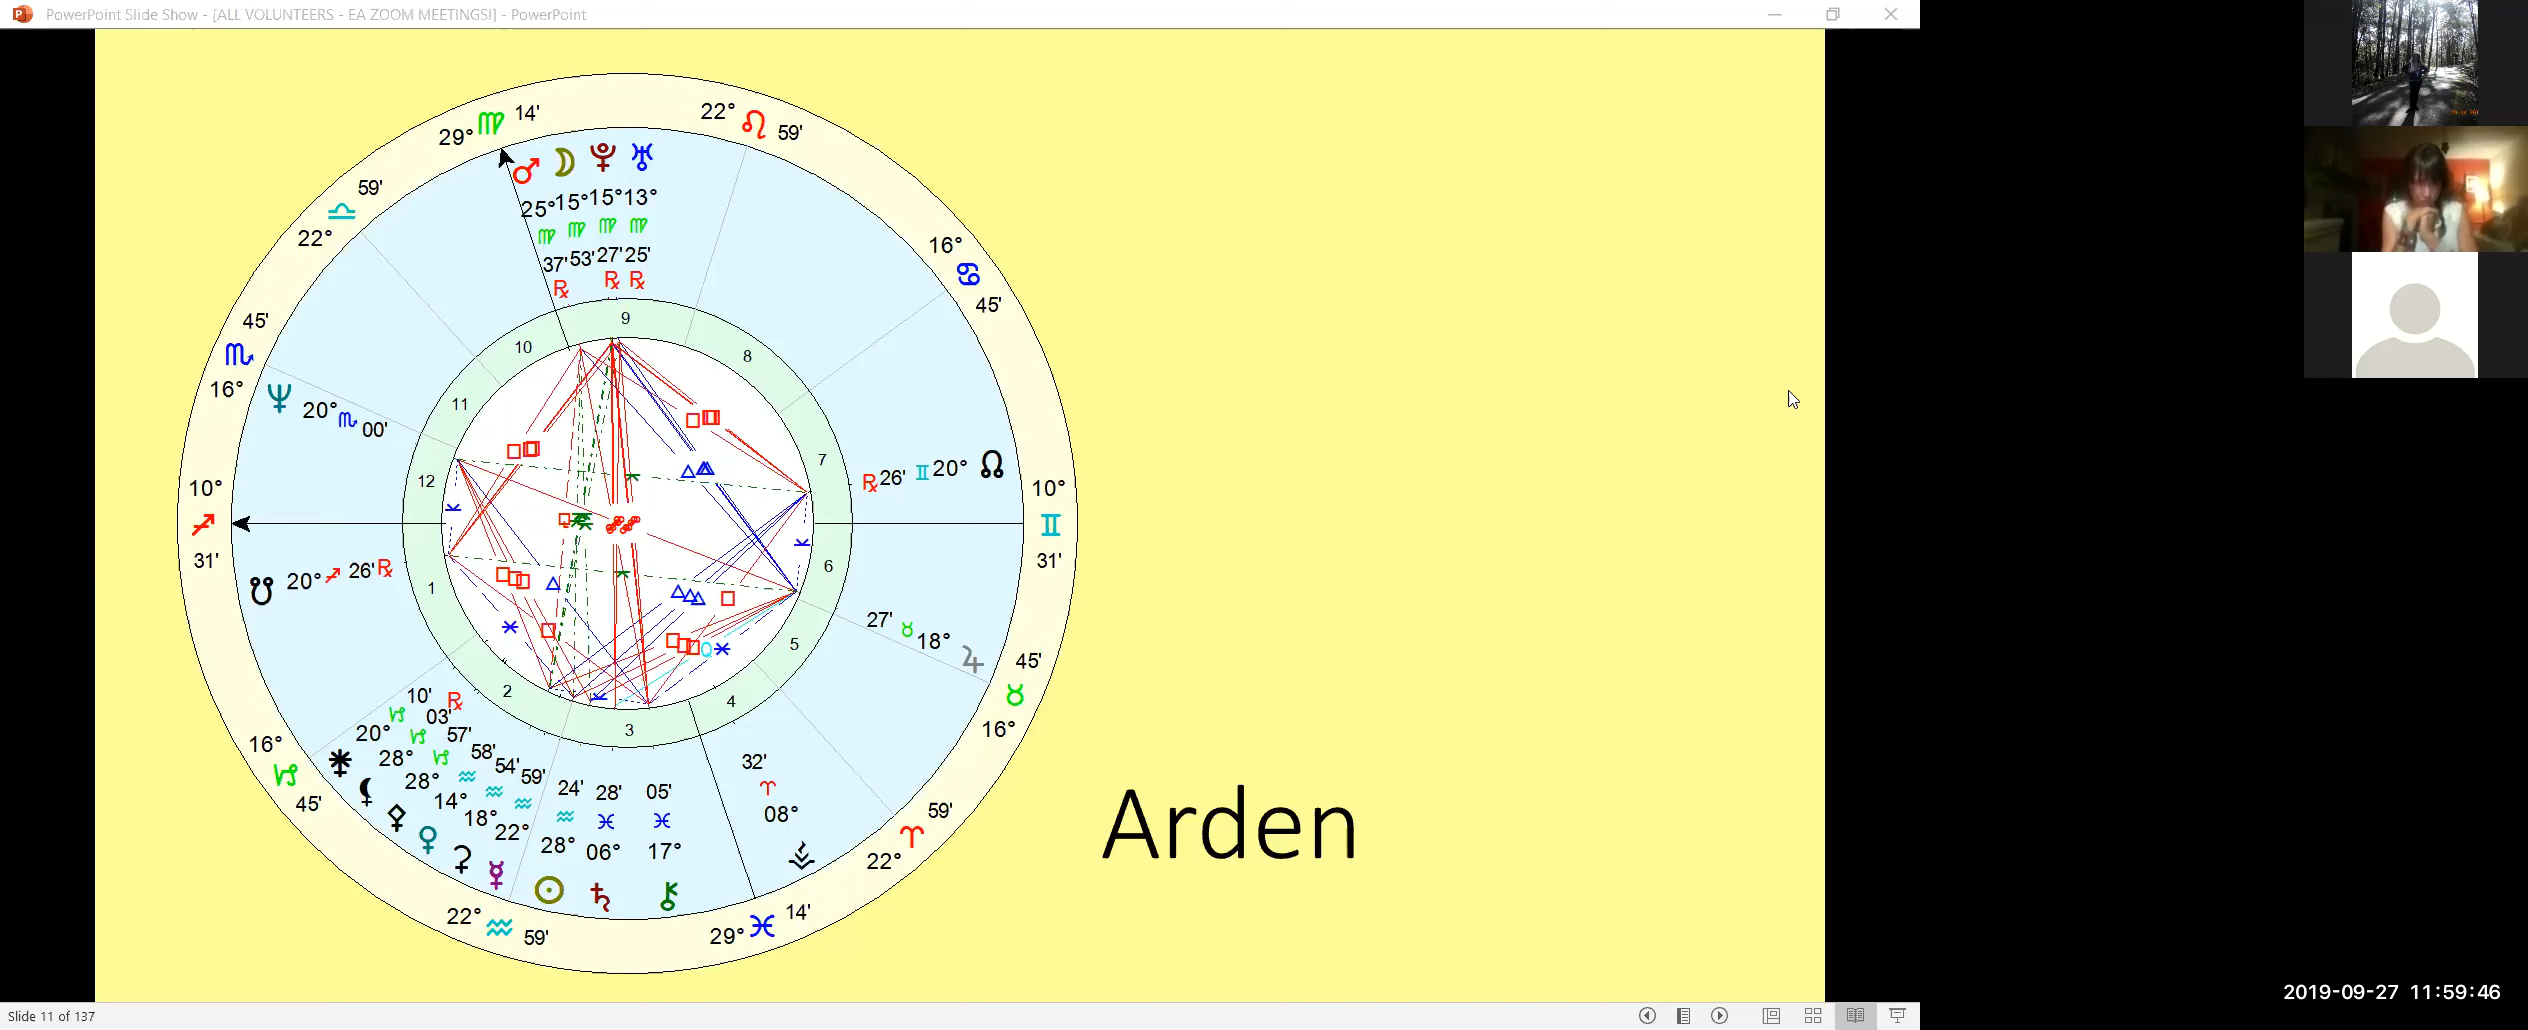 PowerPoint Slide Show - [ALL VOLUNTEERS - EA ZOOM MEETINGS!] - PowerPoint
29° ♍ 14'
22° ♌ 59'
59' ♎ 22°
16° ♋ 45'
45' ♏ 16°
10° ♐ 31'
10° ♊ 31'
16° ♑ 45'
45' ♉ 16°
22° ♒ 59'
29° ♓ 14'
59' ♈ 22°
♂ 25° ♍ 37' ℞
☽ 15° ♍ 53'
♇ 15° ♍ 27' ℞
♅ 13° ♍ 25' ℞
♆ 20° ♏ 00'
℞ 26' ♊ 20° ☊
☋ 20° ♐ 26' ℞
27' ♉ 18° ♃
10' ♑ 20°
℞ 03' ♑ 28° ⚸
57' ♑ 28° ⚴
58' ♒ 14° ♀
54' ♒ 18° ⚳
59' ♒ 22° ☿
24' ♒ 28° ☉
28' ♓ 06° ♄
05' ♓ 17° ⚷
32' ♈ 08° ⚶
9
10
8
11
7
12
6
1
5
2
4
3
Q
Arden
2019-09-27 11:59:46
Slide 11 of 137